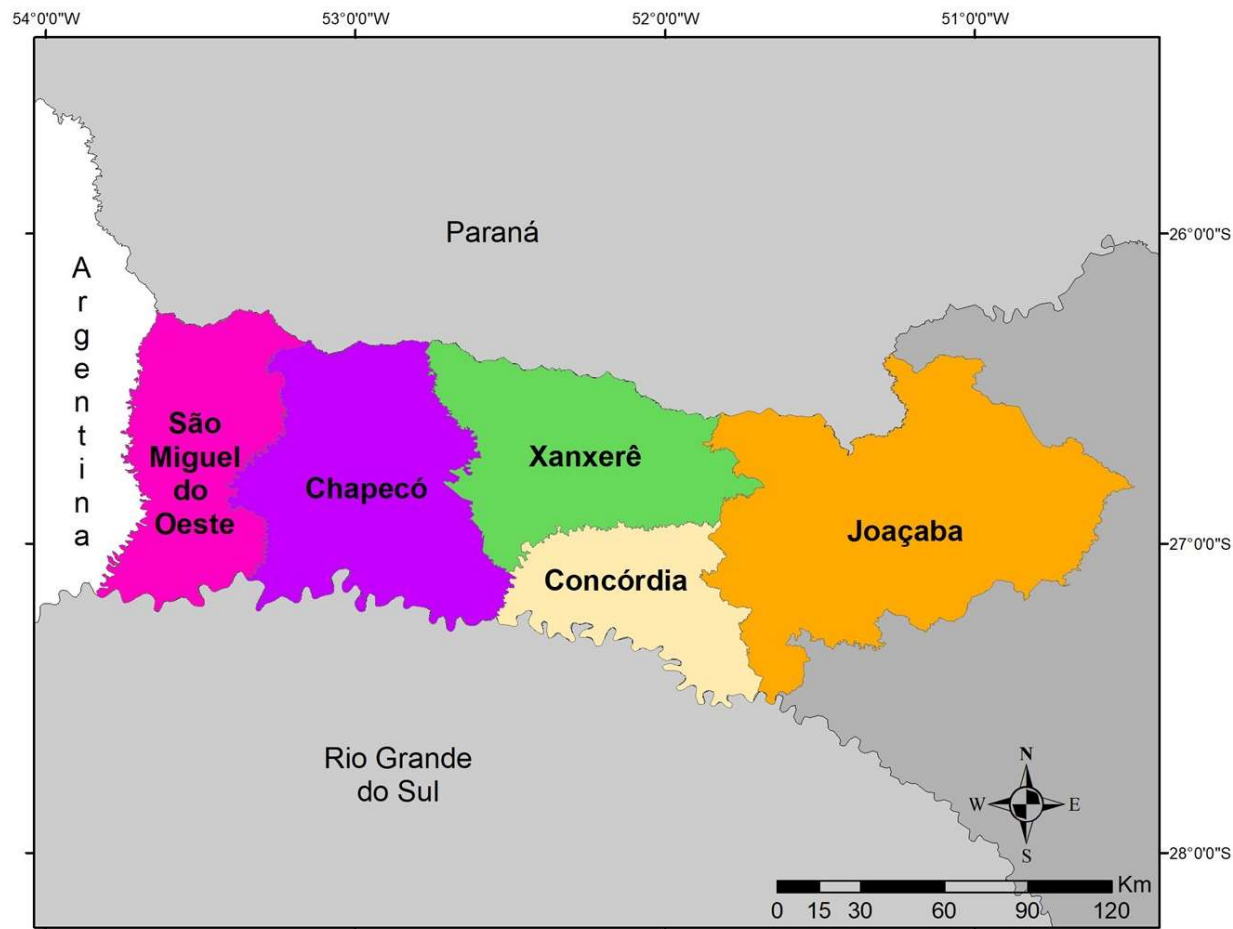 54°0'0"W 53°0'0"W 52°0'0"W 51°0'0"W
26°0'0"S
Paraná
Argentina
São
Miguel
do
Oeste
Chapecó
Xanxerê
Joaçaba
Concórdia
27°0'0"S
Rio Grande
do Sul
N
W E
S
28°0'0"S
Km
0 15 30 60 90 120